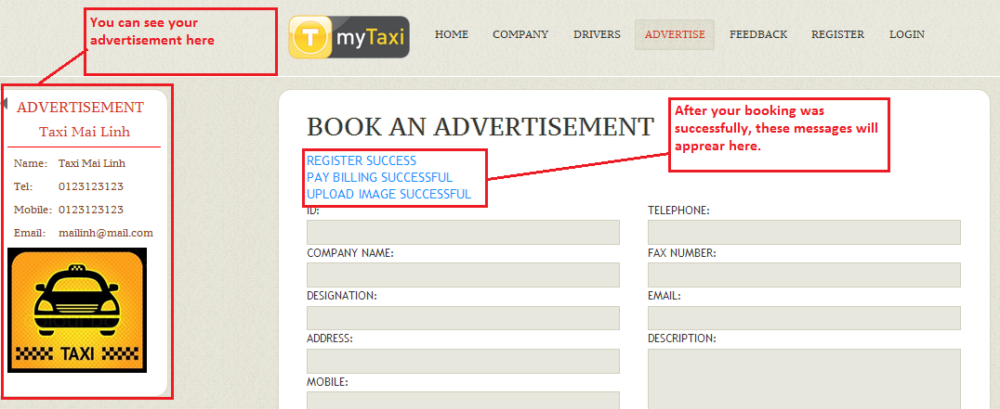 You can see your
advertisement here
T myTaxi
HOME COMPANY DRIVERS ADVERTISE FEEDBACK REGISTER LOGIN
ADVERTISEMENT
Taxi Mai Linh
Name: Taxi Mai Linh
Tel: 0123123123
Mobile: 0123123123
Email: mailinh@mail.com
TAXI
BOOK AN ADVERTISEMENT
After your booking was
successfully, these messages will
apprear here.
REGISTER SUCCESS
PAY BILLING SUCCESSFUL
UPLOAD IMAGE SUCCESSFUL
ID:
TELEPHONE:
COMPANY NAME:
FAX NUMBER:
DESIGNATION:
EMAIL:
ADDRESS:
DESCRIPTION:
MOBILE: